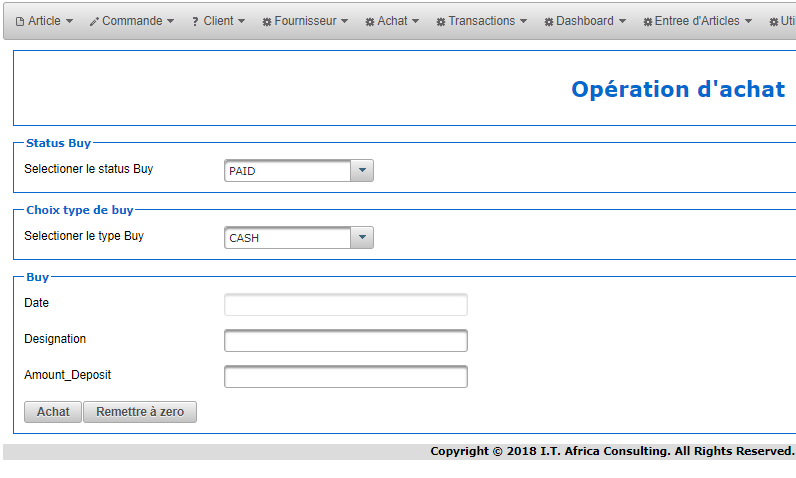 Article Commande ? Client Fournisseur Achat Transactions Dashboard Entree d'Articles Uti
Opération d'achat
Status Buy
Selectioner le status Buy PAID
Choix type de buy
Selectioner le type Buy CASH
Buy
Date
Designation
Amount_Deposit
Achat Remettre à zero
Copyright © 2018 I.T. Africa Consulting. All Rights Reserved.